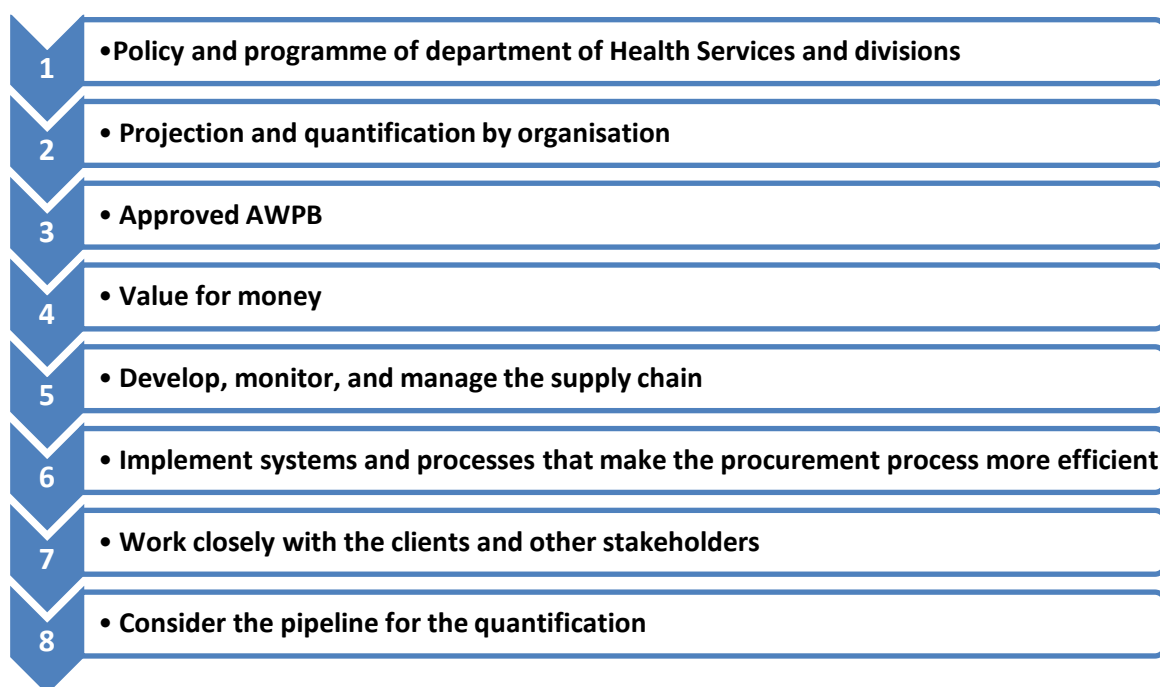 1 •Policy and programme of department of Health Services and divisions
2 • Projection and quantification by organisation
3 • Approved AWPB
4 • Value for money
5 • Develop, monitor, and manage the supply chain
6 • Implement systems and processes that make the procurement process more efficient
7 • Work closely with the clients and other stakeholders
8 • Consider the pipeline for the quantification